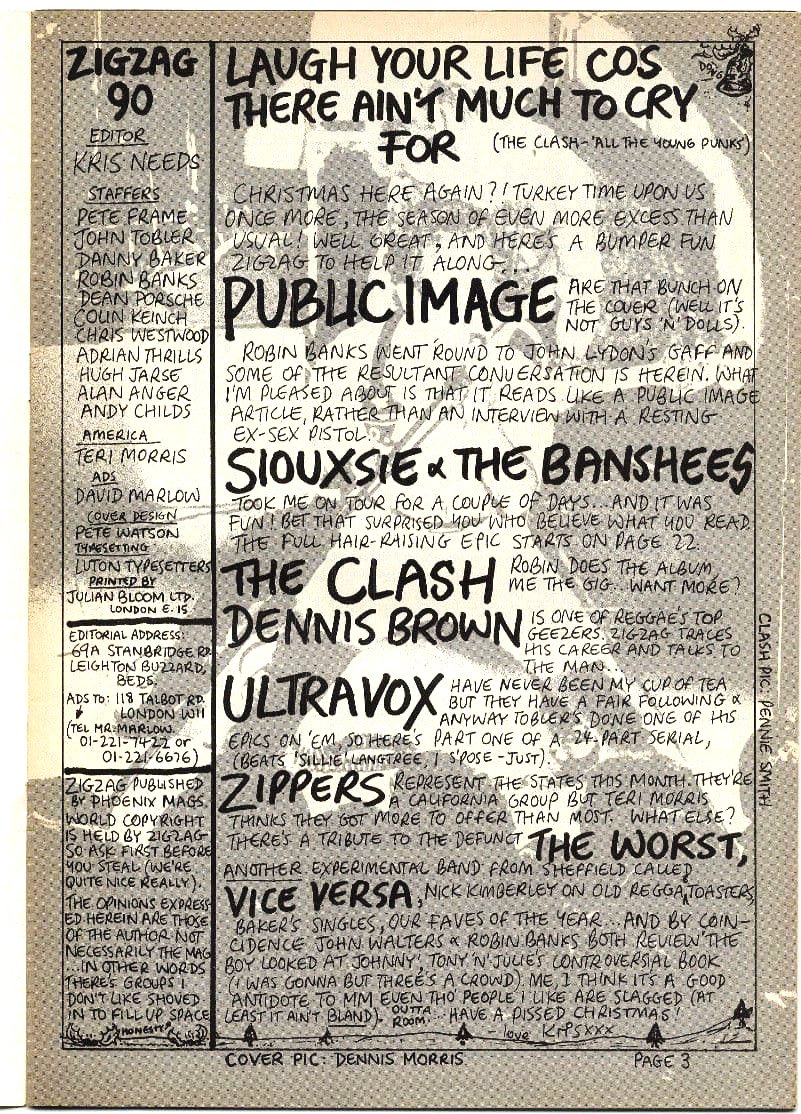 ZIGZAG
90
EDITOR
KRIS NEEDS
STAFFERS
PETE FRAME
JOHN TOBLER
DANNY BAKER
ROBIN BANKS
DEAN PORSCHE
COLIN KEINCH
CHRIS WESTWOOD
ADRIAN THRILLS
HUGH JARSE
ALAN ANGER
ANDY CHILDS
AMERICA
TERI MORRIS
ADS
DAVID MARLOW
COVER DESIGN
PETE WATSON
TYPESETTING
LUTON TYPESETTERS
PRINTED BY
JULIAN BLOOM LTD.
LONDON E.15
EDITORIAL ADDRESS:
69A STANBRIDGE RD
LEIGHTON BUZZARD,
BEDS.
ADS TO: 118 TALBOT RD.
LONDON W11
(TEL MR. MARLOW.
01-221-7422 or
01-221-6676)
ZIGZAG PUBLISHED
BY PHOENIX MAGS.
WORLD COPYRIGHT
IS HELD BY ZIGZAG
SO ASK FIRST BEFORE
YOU STEAL (WE'RE
QUITE NICE REALLY).
THE OPINIONS EXPRESS-
ED HEREIN ARE THOSE
OF THE AUTHOR NOT
NECESSARILY THE MAG
...IN OTHER WORDS
THERE'S GROUPS I
DON'T LIKE SHOVED
IN TO FILL UP SPACE
HONESTY
LAUGH YOUR LIFE COS
THERE AIN'T MUCH TO CRY
FOR (THE CLASH-'ALL THE YOUNG PUNKS')
DONG
CHRISTMAS HERE AGAIN?! TURKEY TIME UPON US
ONCE MORE, THE SEASON OF EVEN MORE EXCESS THAN
USUAL! WELL GREAT, AND HERE'S A BUMPER FUN
ZIGZAG TO HELP IT ALONG...
PUBLIC IMAGE ARE THAT BUNCH ON
THE COVER (WELL IT'S
NOT GUYS 'N' DOLLS).
ROBIN BANKS WENT 'ROUND TO JOHN LYDON'S GAFF AND
SOME OF THE RESULTANT CONVERSATION IS HEREIN. WHAT
I'M PLEASED ABOUT IS THAT IT READS LIKE A PUBLIC IMAGE
ARTICLE, RATHER THAN AN INTERVIEW WITH A RESTING
EX-SEX PISTOL.
SIOUXSIE & THE BANSHEES
TOOK ME ON TOUR FOR A COUPLE OF DAYS...AND IT WAS
FUN! BET THAT SURPRISED YOU WHO BELIEVE WHAT YOU READ
THE FULL HAIR-RAISING EPIC STARTS ON PAGE 22.
THE CLASH ROBIN DOES THE ALBUM,
ME THE GIG...WANT MORE?
DENNIS BROWN IS ONE OF REGGAE'S TOP
GEEZERS. ZIGZAG TRACES
HIS CAREER AND TALKS TO
THE MAN...
ULTRAVOX HAVE NEVER BEEN MY CUP OF TEA
BUT THEY HAVE A FAIR FOLLOWING &
ANYWAY TOBLER'S DONE ONE OF HIS
EPICS ON 'EM, SO HERE'S PART ONE OF A 24-PART SERIAL,
(BEATS 'SILLIE' LANGTREE, I S'POSE -JUST).
ZIPPERS REPRESENT THE STATES THIS MONTH. THEY'RE
A CALIFORNIA GROUP BUT TERI MORRIS
THINKS THEY GOT MORE TO OFFER THAN MOST. WHAT ELSE?
THERE'S A TRIBUTE TO THE DEFUNCT THE WORST,
ANOTHER EXPERIMENTAL BAND FROM SHEFFIELD CALLED
VICE VERSA, NICK KIMBERLEY ON OLD REGGA TOASTERS,
BAKER'S SINGLES, OUR FAVES OF THE YEAR...AND BY COIN-
CIDENCE JOHN WALTERS & ROBIN BANKS BOTH REVIEW 'THE
BOY LOOKED AT JOHNNY', TONY 'N' JULIE'S CONTROVERSIAL BOOK
(I WAS GONNA BUT THREE'S A CROWD). ME, I THINK IT'S A GOOD
ANTIDOTE TO MM EVEN THO' PEOPLE I LIKE ARE SLAGGED (AT
LEAST IT AIN'T BLAND). OUTTA ROOM... HAVE A PISSED CHRISTMAS!
love Kris xxx
CLASH PIC: PENNIE SMITH
COVER PIC: DENNIS MORRIS
PAGE 3